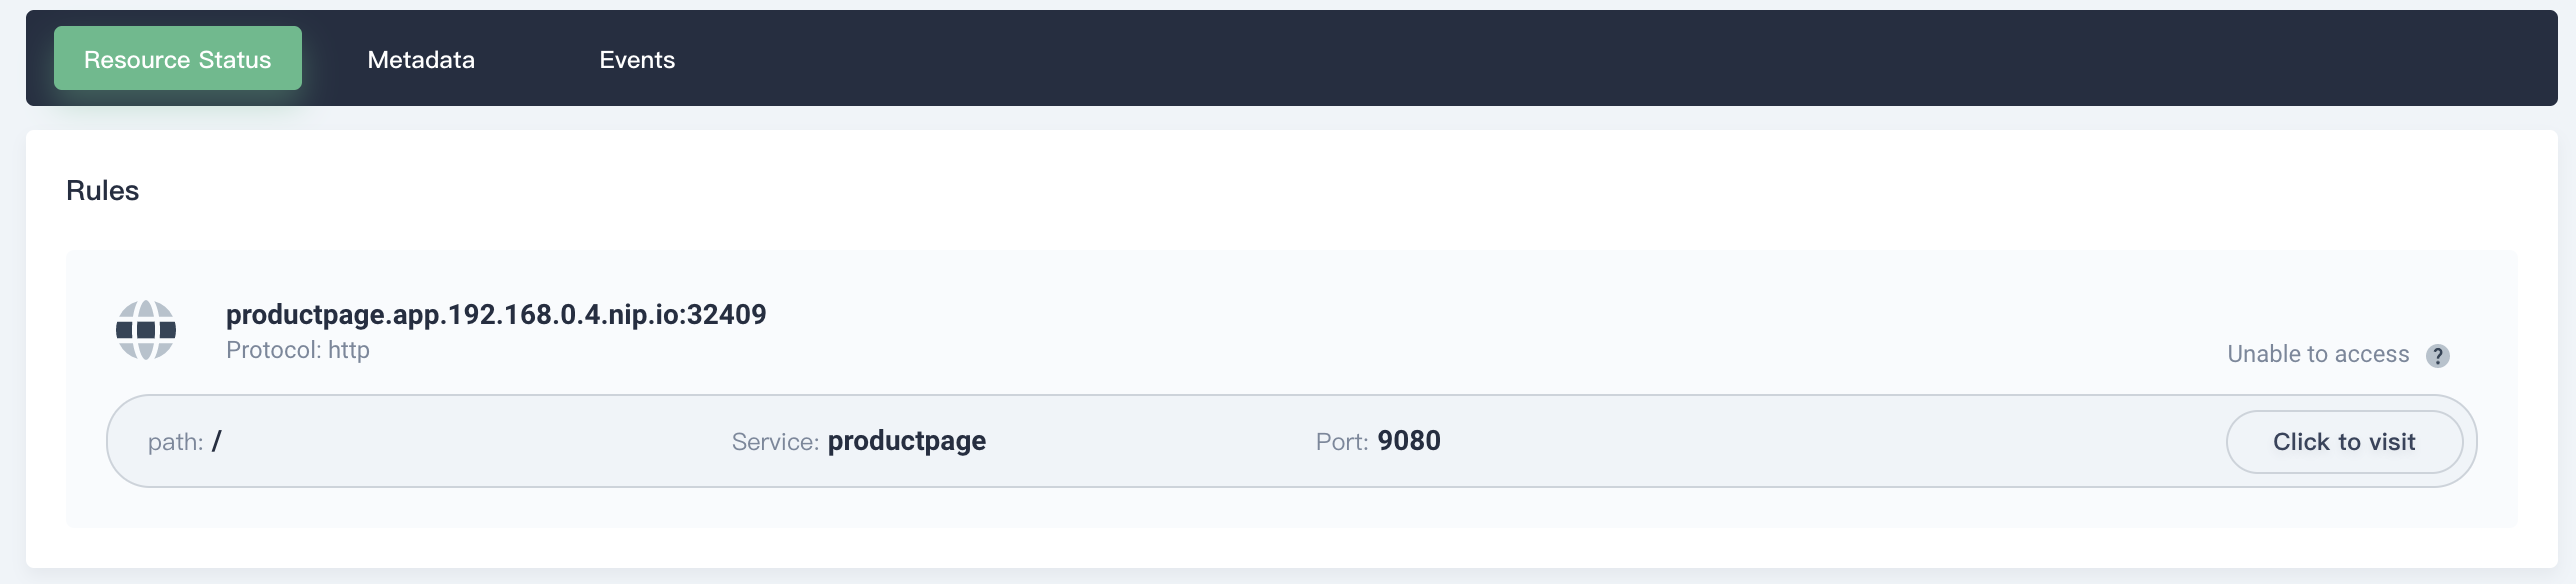 Resource Status Metadata Events
Rules
productpage.app.192.168.0.4.nip.io:32409
Protocol: http
Unable to access ?
path: / Service: productpage Port: 9080 Click to visit